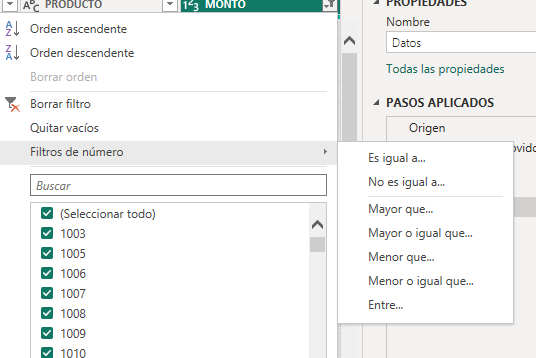 ABC PRODUCTO
123 MONTO
Orden ascendente
Orden descendente
Borrar orden
Borrar filtro
Quitar vacíos
Filtros de número
Buscar
(Seleccionar todo)
1003
1005
1006
1007
1008
1009
1010
Es igual a...
No es igual a...
Mayor que...
Mayor o igual que...
Menor que...
Menor o igual que...
Entre...
PROPIEDADES
Nombre
Datos
Todas las propiedades
PASOS APLICADOS
Origen